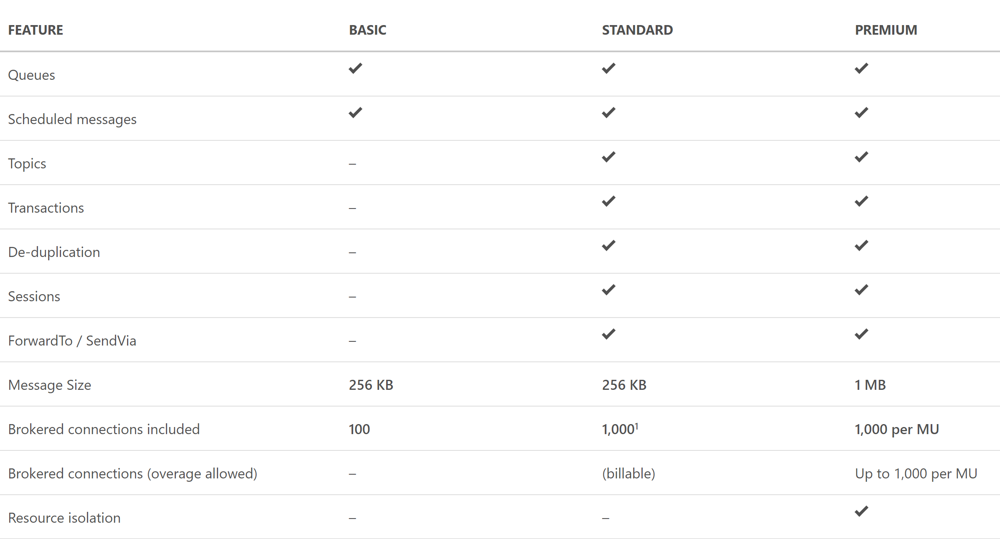 FEATURE BASIC STANDARD PREMIUM
Queues ✔ ✔ ✔
Scheduled messages ✔ ✔ ✔
Topics – ✔ ✔
Transactions – ✔ ✔
De-duplication – ✔ ✔
Sessions – ✔ ✔
ForwardTo / SendVia – ✔ ✔
Message Size 256 KB 256 KB 1 MB
Brokered connections included 100 1,000¹ 1,000 per MU
Brokered connections (overage allowed) – (billable) Up to 1,000 per MU
Resource isolation – – ✔